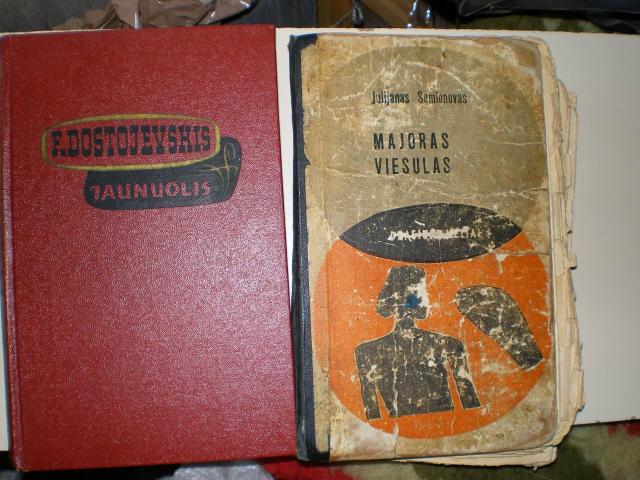 F.DOSTOJEVSKIS
JAUNUOLIS
Julijanas Semionovas
MAJORAS
VIESULAS